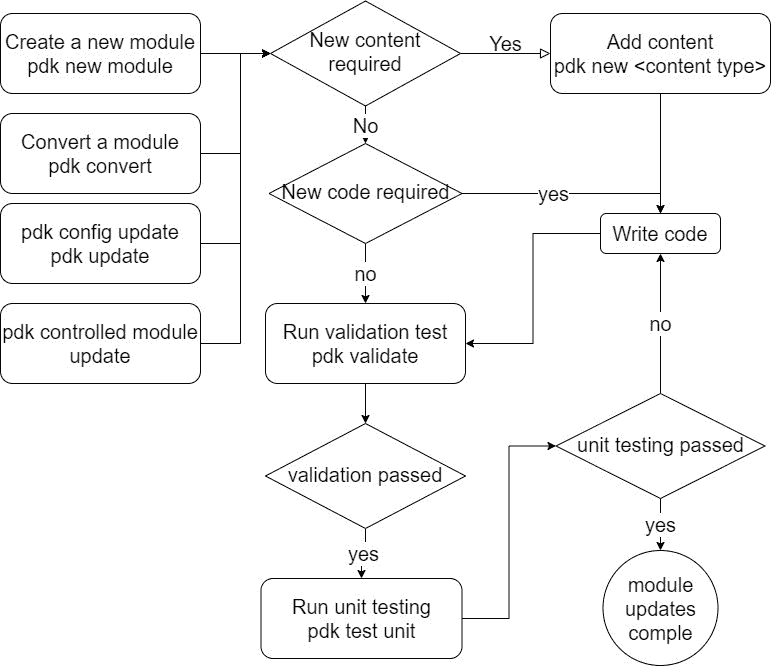 Create a new module
pdk new module
New content
required
Yes
Add content
pdk new <content type>
Convert a module
pdk convert
No
New code required
yes
pdk config update
pdk update
Write code
no
pdk controlled module
update
Run validation test
pdk validate
no
validation passed
unit testing passed
yes
yes
Run unit testing
pdk test unit
module
updates
comple